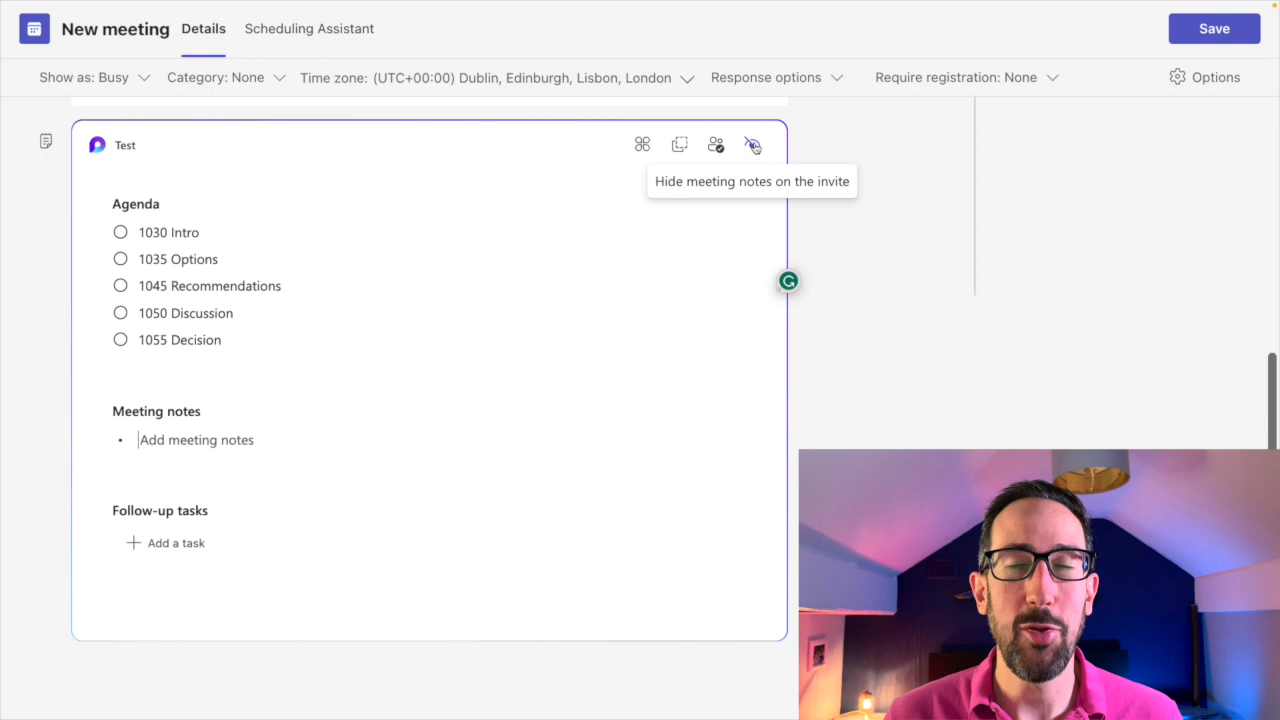 New meeting Details Scheduling Assistant Save
Show as: Busy Category: None Time zone: (UTC+00:00) Dublin, Edinburgh, Lisbon, London Response options Require registration: None Options
Test
Hide meeting notes on the invite
Agenda
1030 Intro
1035 Options
1045 Recommendations
1050 Discussion
1055 Decision
Meeting notes
• Add meeting notes
Follow-up tasks
Add a task